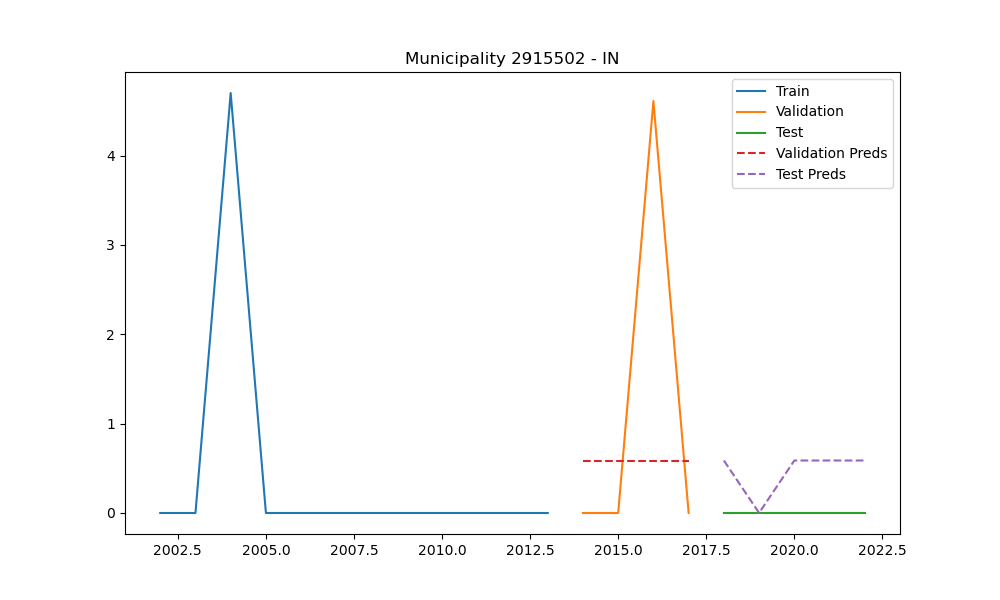 Municipality 2915502 - IN
Train
Validation
Test
Validation Preds
Test Preds
4
3
2
1
0
2002.5 2005.0 2007.5 2010.0 2012.5 2015.0 2017.5 2020.0 2022.5